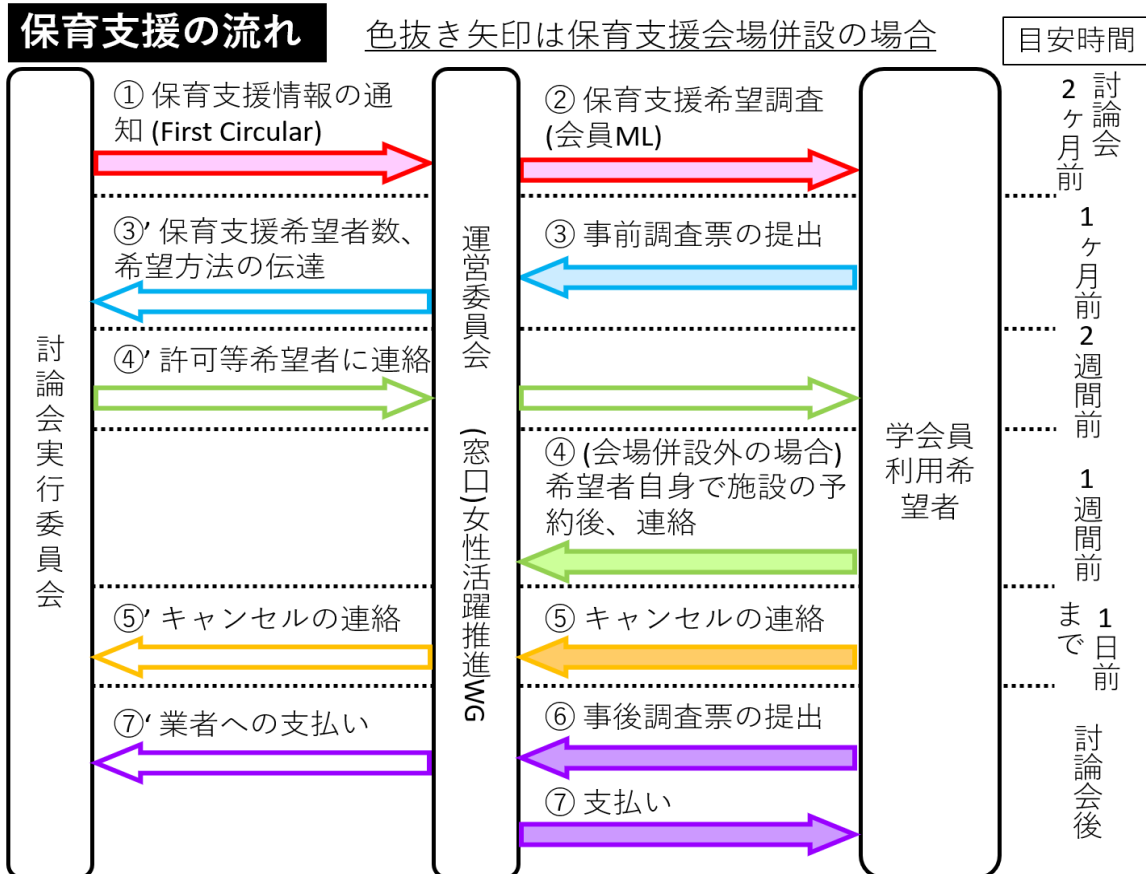 保育支援の流れ
色抜き矢印は保育支援会場併設の場合
目安時間
① 保育支援情報の通
知 (First Circular)
② 保育支援希望調査
(会員ML)
討論会
2ヶ月前
③’ 保育支援希望者数、
希望方法の伝達
③ 事前調査票の提出
1ヶ月前
④’ 許可等希望者に連絡
2週間前
④ (会場併設外の場合)
希望者自身で施設の予
約後、連絡
1週間前
⑤’ キャンセルの連絡
⑤ キャンセルの連絡
1日前
まで
⑦‘ 業者への支払い
⑥ 事後調査票の提出
⑦ 支払い
討論会後
討論会実行委員会
運営委員会
(窓口)女性活躍推進WG
学会員
利用希
望者